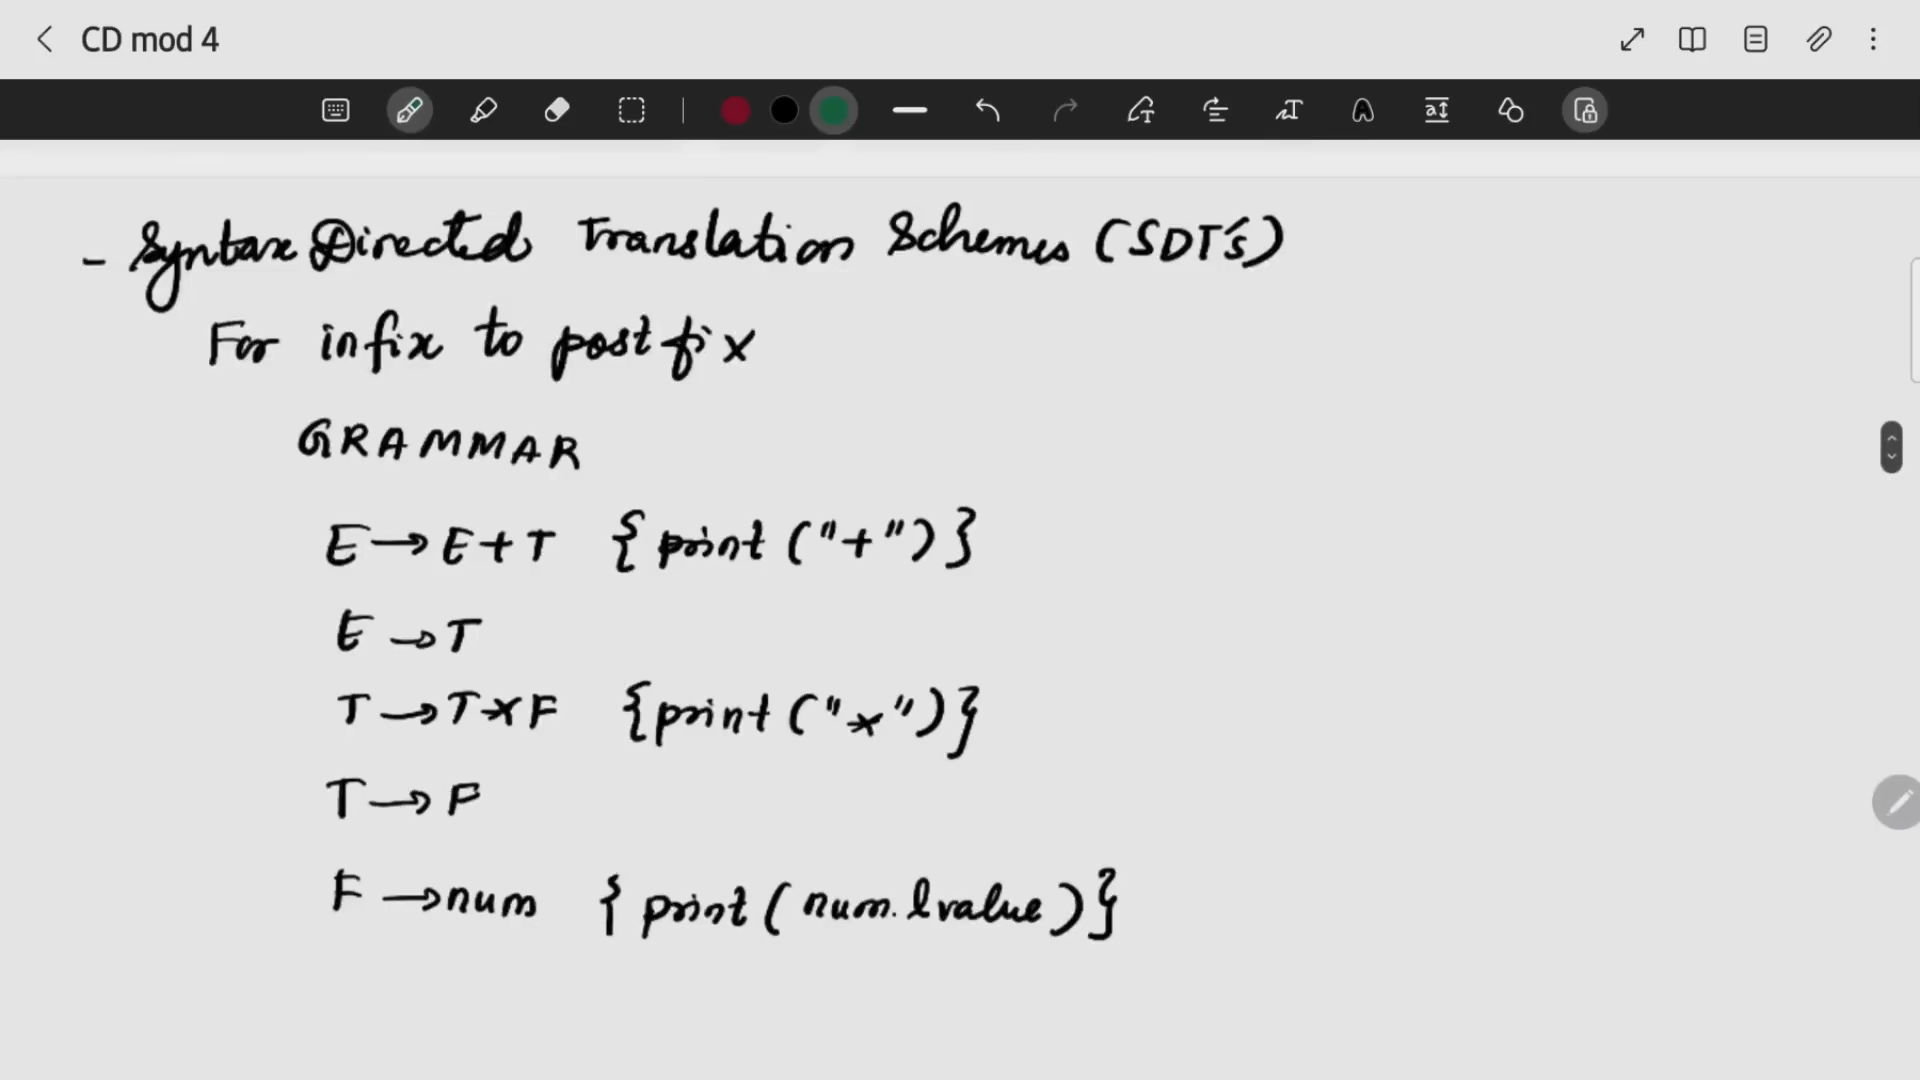 CD mod 4
- Syntax Directed Translation Schemes (SDT's)
For infix to postfix
GRAMMAR
E → E + T { print ("+") }
E → T
T → T * F { print ("*") }
T → F
F → num { print ( num. lvalue ) }